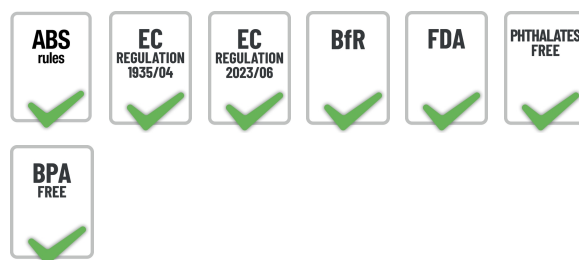 ABS
rules
EC
REGULATION
1935/04
EC
REGULATION
2023/06
BfR
FDA
PHTHALATES
FREE
BPA
FREE